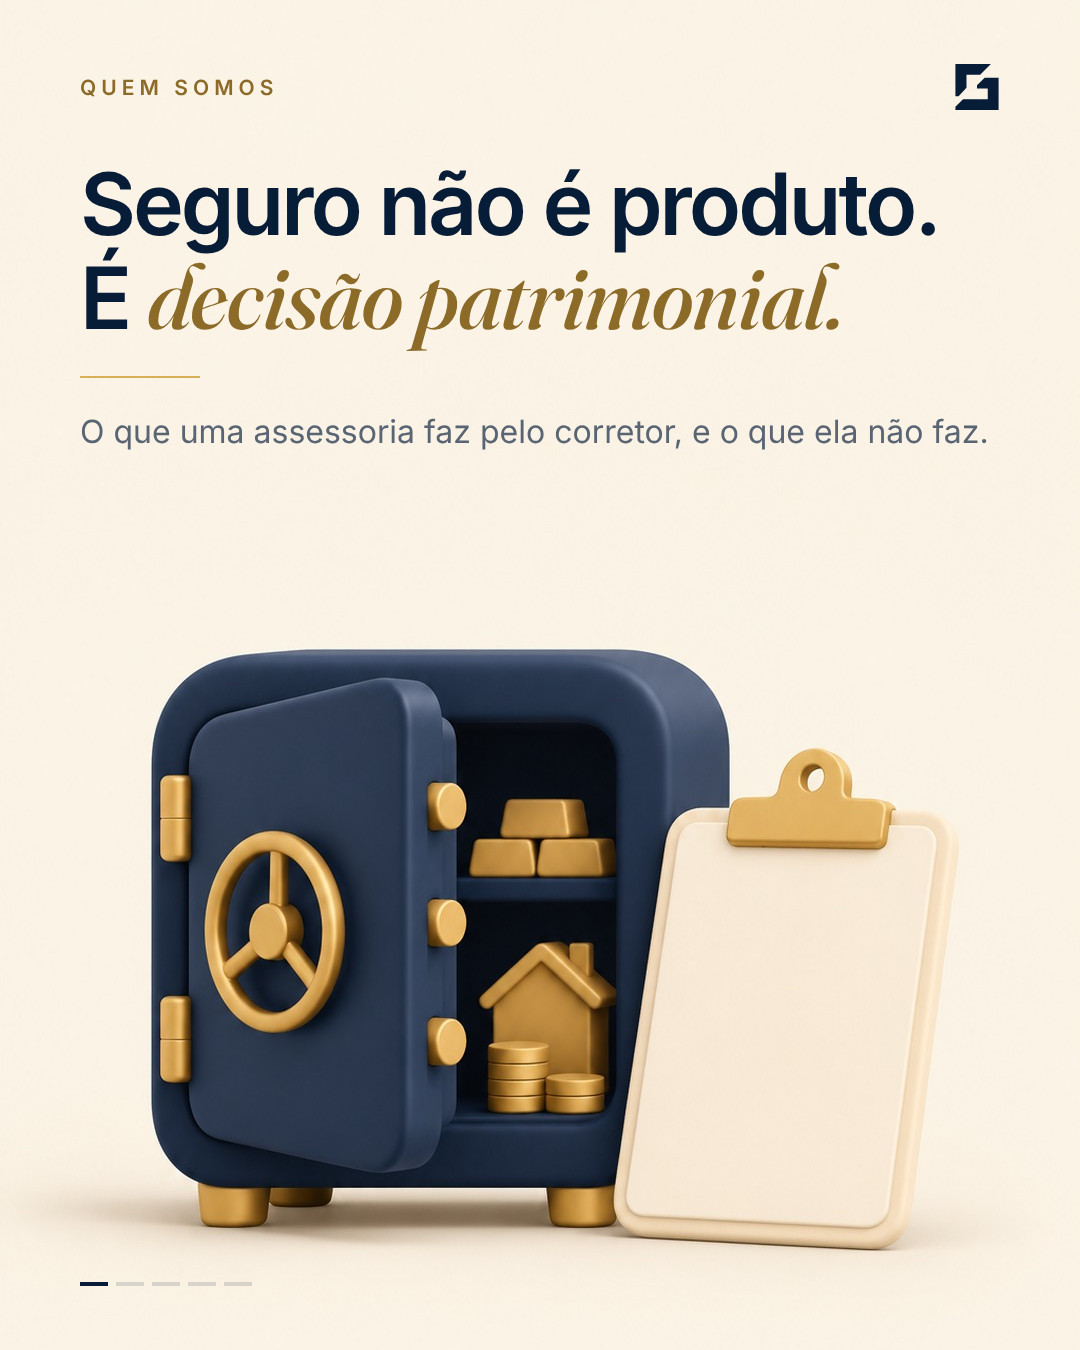 QUEM SOMOS
Seguro não é produto.
É decisão patrimonial.
O que uma assessoria faz pelo corretor, e o que ela não faz.